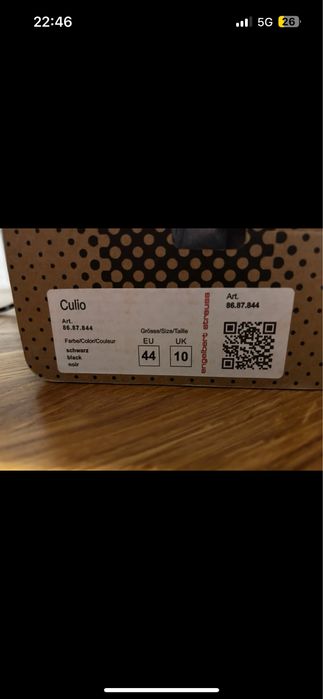 22:46
5G 26
Culio
Art.
86.87.844
Farbe/Color/Couleur
schwarz
black
noir
Grösse/Size/Taille
EU UK
44 10
engelbert strauss
Art.
86.87.844